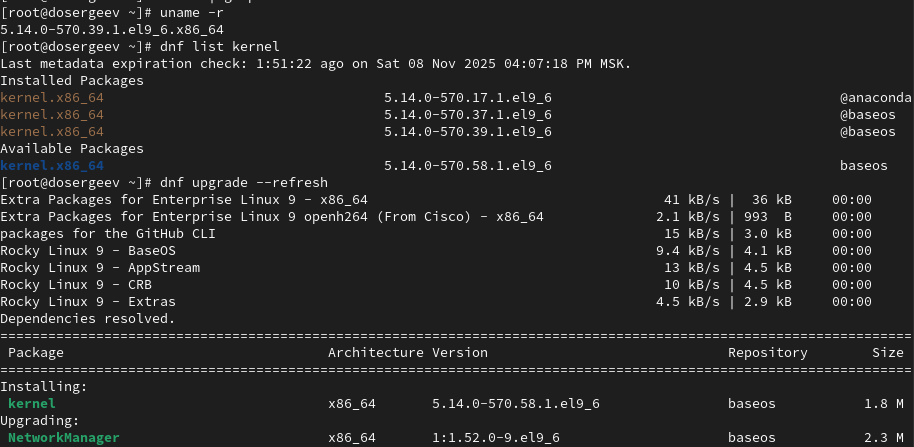 [root@dosergeev ~]# uname -r
5.14.0-570.39.1.el9_6.x86_64
[root@dosergeev ~]# dnf list kernel
Last metadata expiration check: 1:51:22 ago on Sat 08 Nov 2025 04:07:18 PM MSK.
Installed Packages
kernel.x86_64 5.14.0-570.17.1.el9_6 @anaconda
kernel.x86_64 5.14.0-570.37.1.el9_6 @baseos
kernel.x86_64 5.14.0-570.39.1.el9_6 @baseos
Available Packages
kernel.x86_64 5.14.0-570.58.1.el9_6 baseos
[root@dosergeev ~]# dnf upgrade --refresh
Extra Packages for Enterprise Linux 9 - x86_64 41 kB/s | 36 kB 00:00
Extra Packages for Enterprise Linux 9 openh264 (From Cisco) - x86_64 2.1 kB/s | 993 B 00:00
packages for the GitHub CLI 15 kB/s | 3.0 kB 00:00
Rocky Linux 9 - BaseOS 9.4 kB/s | 4.1 kB 00:00
Rocky Linux 9 - AppStream 13 kB/s | 4.5 kB 00:00
Rocky Linux 9 - CRB 10 kB/s | 4.5 kB 00:00
Rocky Linux 9 - Extras 4.5 kB/s | 2.9 kB 00:00
Dependencies resolved.
Package Architecture Version Repository Size
Installing:
kernel x86_64 5.14.0-570.58.1.el9_6 baseos 1.8 M
Upgrading:
NetworkManager x86_64 1:1.52.0-9.el9_6 baseos 2.3 M